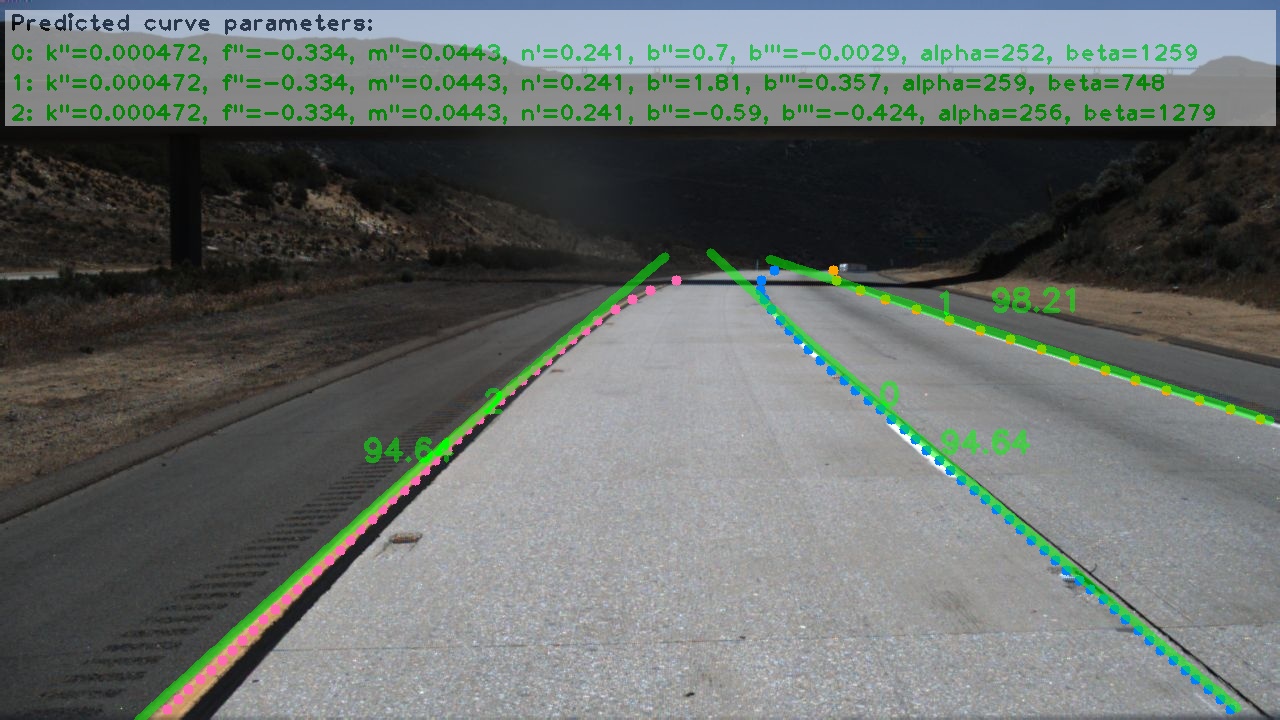 Predicted curve parameters:
0: k''=0.000472, f''=-0.334, m''=0.0443, n'=0.241, b''=0.7, b'''=-0.0029, alpha=252, beta=1259
1: k''=0.000472, f''=-0.334, m''=0.0443, n'=0.241, b''=1.81, b'''=0.357, alpha=259, beta=748
2: k''=0.000472, f''=-0.334, m''=0.0443, n'=0.241, b''=-0.59, b'''=-0.424, alpha=256, beta=1279
1 98.21
2 0
94.64 94.64